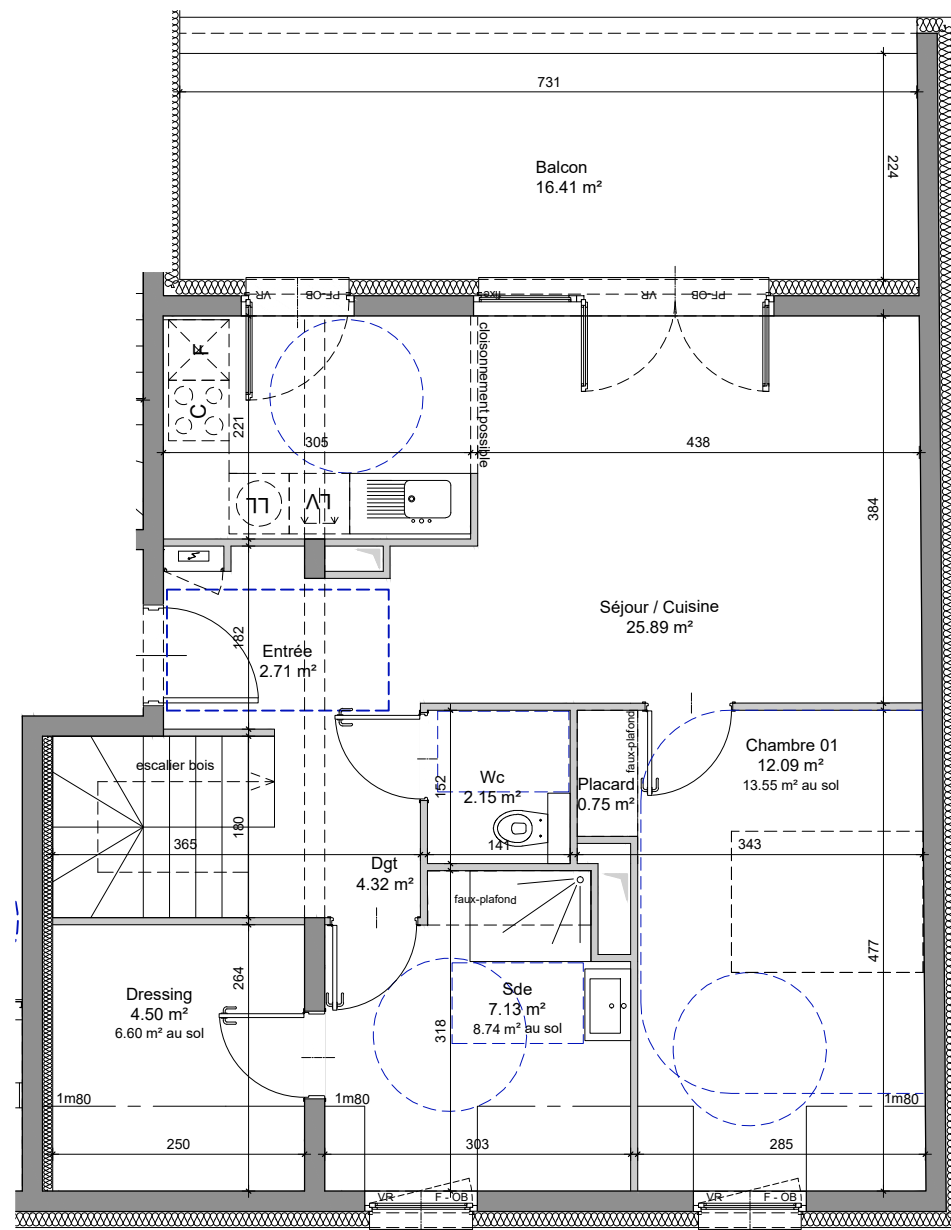 731
Balcon
16.41 m²
224
VR
PF-OB
fixe
VR
PF-OB
F
C
221
305
cloisonnement possible
438
LL
LV
384
Séjour / Cuisine
25.89 m²
182
Entrée
2.71 m²
escalier bois
365
180
Wc
2.15 m²
152
141
faux-plafond
Placard
0.75 m²
Chambre 01
12.09 m²
13.55 m² au sol
343
Dgt
4.32 m²
faux-plafond
477
264
Dressing
4.50 m²
6.60 m² au sol
Sde
7.13 m²
8.74 m² au sol
318
1m80
1m80
1m80
250
303
285
VR
F - OB
VR
F - OB